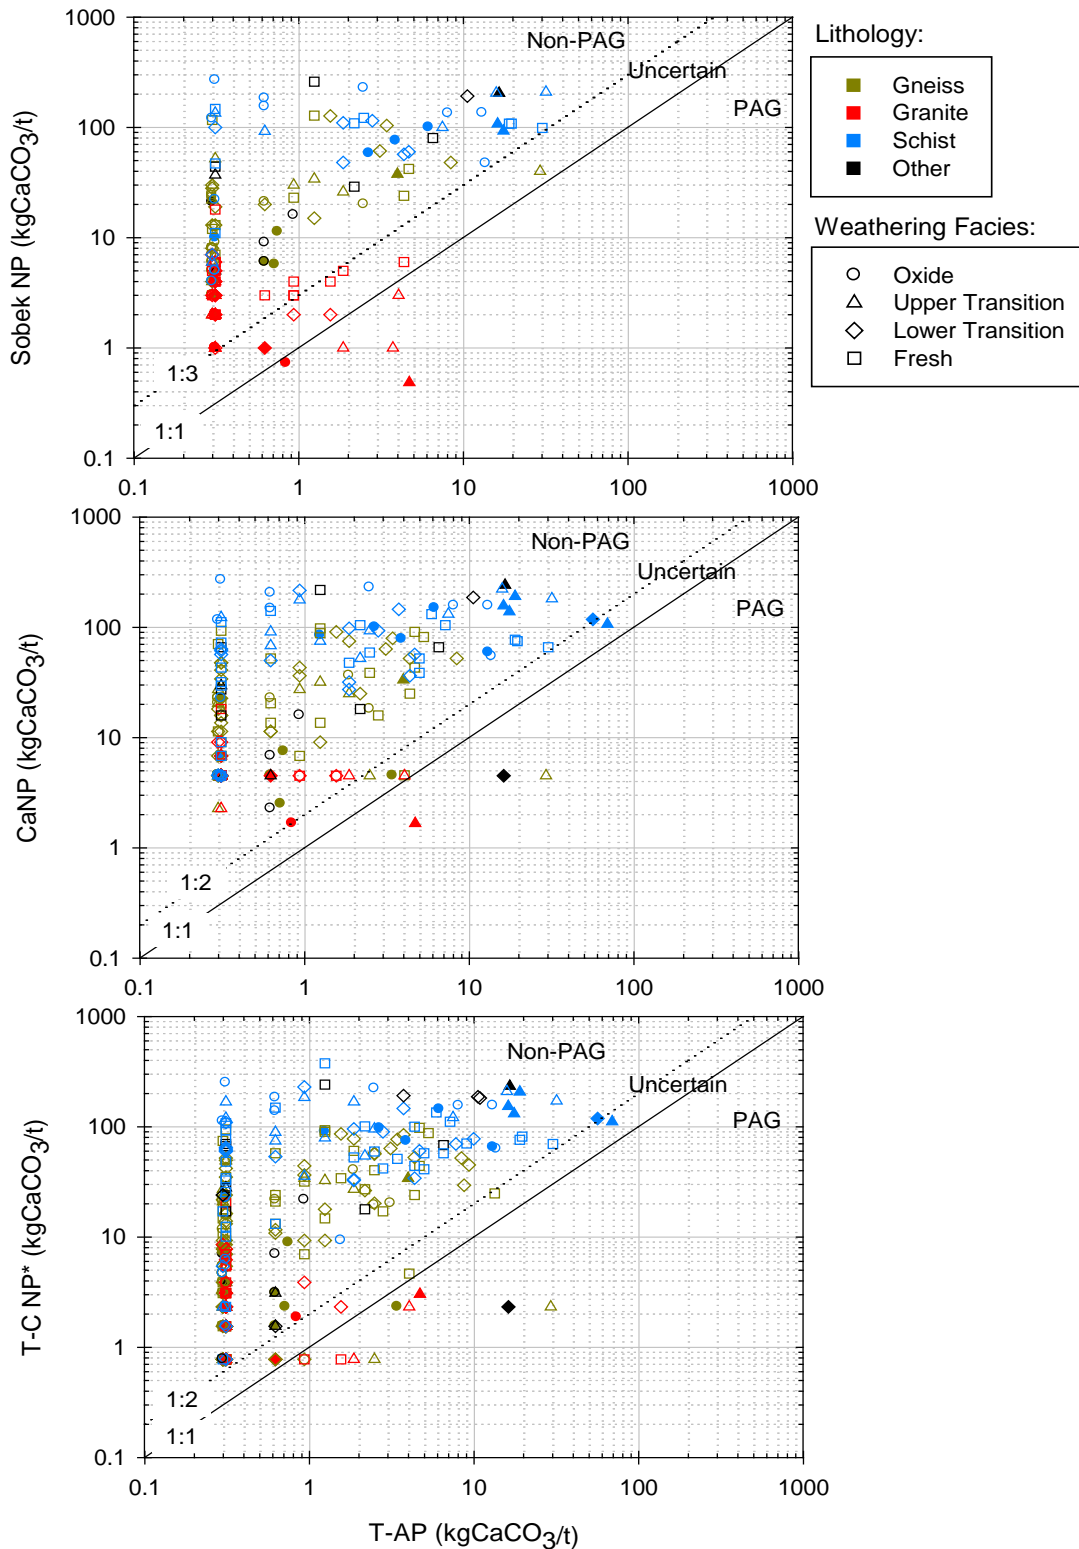 1000
100
10
1
0.1
Sobek NP (kgCaCO3/t)
Non-PAG
Uncertain
PAG
1:3
1:1
0.1 1 10 100 1000
Lithology:
Gneiss
Granite
Schist
Other
Weathering Facies:
Oxide
Upper Transition
Lower Transition
Fresh
1000
100
10
1
0.1
CaNP (kgCaCO3/t)
Non-PAG
Uncertain
PAG
1:2
1:1
0.1 1 10 100 1000
1000
100
10
1
0.1
T-C NP* (kgCaCO3/t)
Non-PAG
Uncertain
PAG
1:2
1:1
0.1 1 10 100 1000
T-AP (kgCaCO3/t)